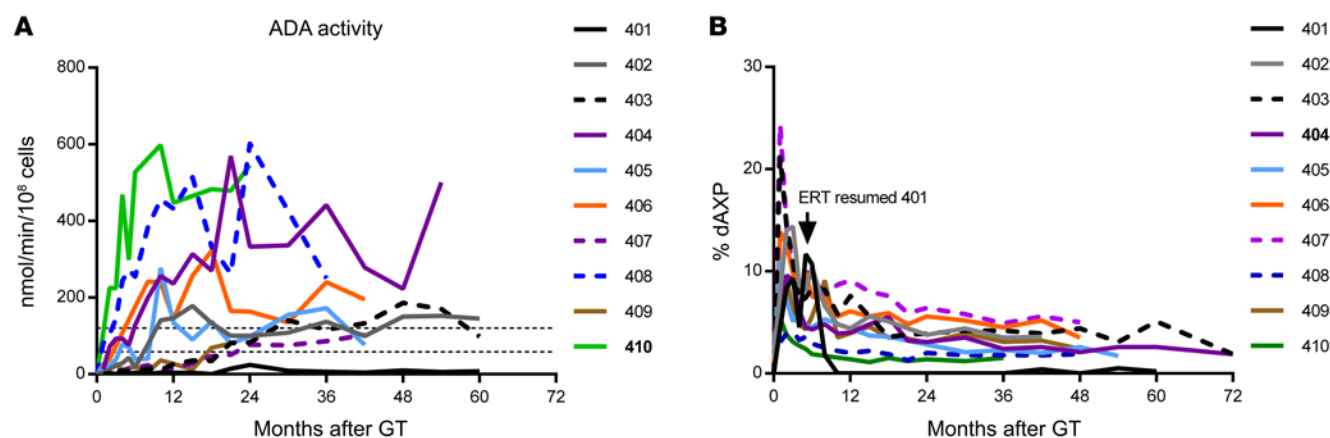 A
ADA activity
nmol/min/10⁸ cells
800
600
400
200
0
0 12 24 36 48 60 72
Months after GT
401
402
403
404
405
406
407
408
409
410
B
% dAXP
30
20
10
0
ERT resumed 401
0 12 24 36 48 60 72
Months after GT
401
402
403
404
405
406
407
408
409
410